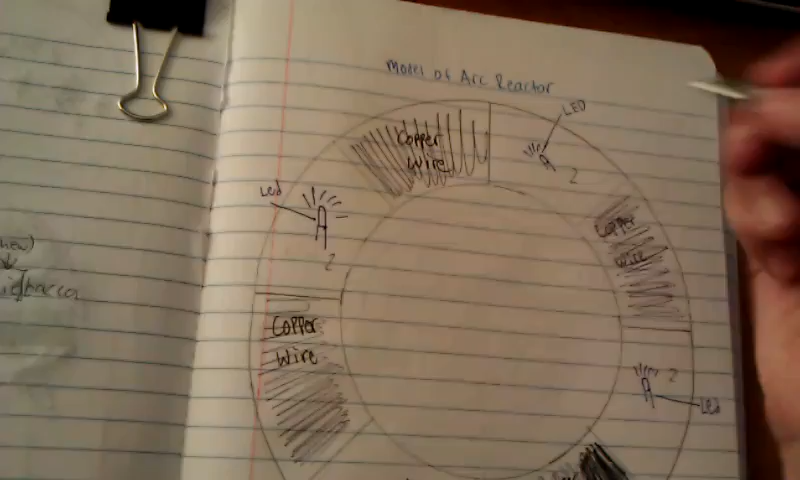 Model of Arc Reactor
LED
Copper
Wire
2
Led
2
Copper
Wire
Copper
Wire
2
Led